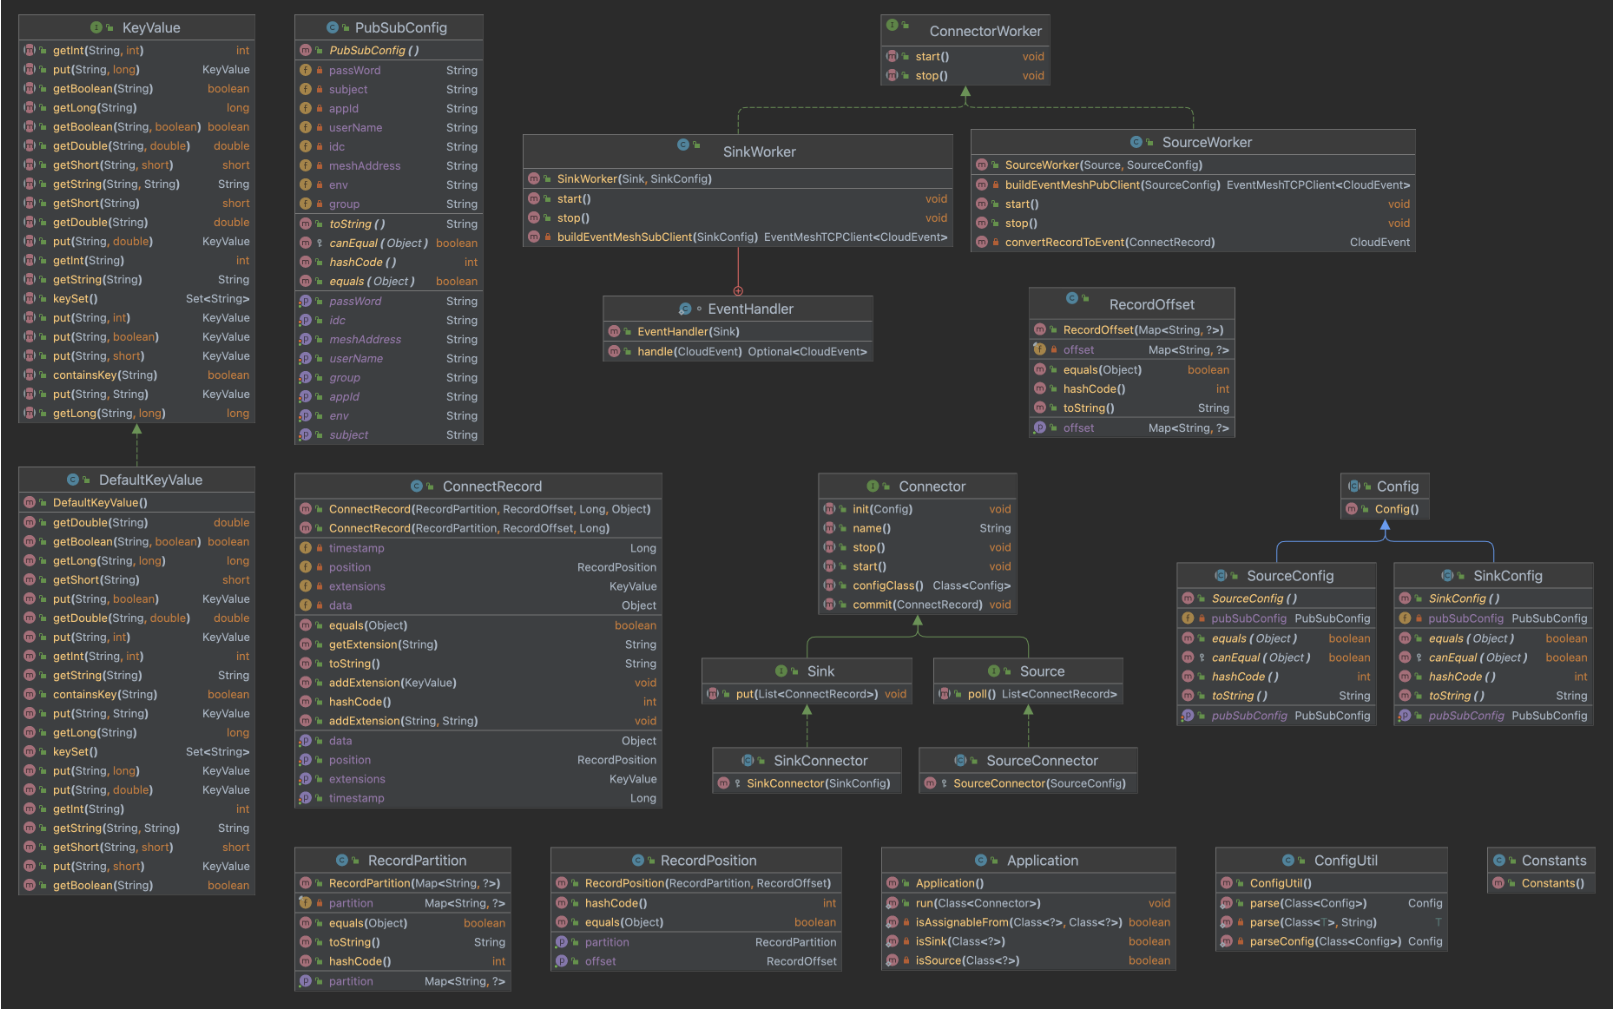 KeyValue
getInt(String, int) int
put(String, long) KeyValue
getBoolean(String) boolean
getLong(String) long
getBoolean(String, boolean) boolean
getDouble(String, double) double
getShort(String, short) short
getString(String, String) String
getShort(String) short
getDouble(String) double
put(String, double) KeyValue
getInt(String) int
getString(String) String
keySet() Set<String>
put(String, int) KeyValue
put(String, boolean) KeyValue
put(String, short) KeyValue
containsKey(String) boolean
put(String, String) KeyValue
getLong(String, long) long
PubSubConfig
PubSubConfig()
passWord String
subject String
appId String
userName String
idc String
meshAddress String
env String
group String
toString() String
canEqual(Object) boolean
hashCode() int
equals(Object) boolean
passWord String
idc String
meshAddress String
userName String
group String
appId String
env String
subject String
ConnectorWorker
start() void
stop() void
SinkWorker
SinkWorker(Sink, SinkConfig)
start() void
stop() void
buildEventMeshSubClient(SinkConfig) EventMeshTCPClient<CloudEvent>
SourceWorker
SourceWorker(Source, SourceConfig)
buildEventMeshPubClient(SourceConfig) EventMeshTCPClient<CloudEvent>
start() void
stop() void
convertRecordToEvent(ConnectRecord) CloudEvent
EventHandler
EventHandler(Sink)
handle(CloudEvent) Optional<CloudEvent>
RecordOffset
RecordOffset(Map<String, ?>)
offset Map<String, ?>
equals(Object) boolean
hashCode() int
toString() String
offset Map<String, ?>
DefaultKeyValue
DefaultKeyValue()
getDouble(String) double
getBoolean(String, boolean) boolean
getLong(String, long) long
getShort(String) short
put(String, boolean) KeyValue
getDouble(String, double) double
put(String, int) KeyValue
getInt(String, int) int
getString(String) String
containsKey(String) boolean
put(String, String) KeyValue
getLong(String) long
keySet() Set<String>
put(String, long) KeyValue
put(String, double) KeyValue
getInt(String) int
getString(String, String) String
getShort(String, short) short
put(String, short) KeyValue
getBoolean(String) boolean
ConnectRecord
ConnectRecord(RecordPartition, RecordOffset, Long, Object)
ConnectRecord(RecordPartition, RecordOffset, Long)
timestamp Long
position RecordPosition
extensions KeyValue
data Object
equals(Object) boolean
getExtension(String) String
toString() String
addExtension(KeyValue) void
hashCode() int
addExtension(String, String) void
data Object
position RecordPosition
extensions KeyValue
timestamp Long
Connector
init(Config) void
name() String
stop() void
start() void
configClass() Class<Config>
commit(ConnectRecord) void
Sink
put(List<ConnectRecord>) void
Source
poll() List<ConnectRecord>
SinkConnector
SinkConnector(SinkConfig)
SourceConnector
SourceConnector(SourceConfig)
Config
Config()
SourceConfig
SourceConfig()
pubSubConfig PubSubConfig
equals(Object) boolean
canEqual(Object) boolean
hashCode() int
toString() String
pubSubConfig PubSubConfig
SinkConfig
SinkConfig()
pubSubConfig PubSubConfig
equals(Object) boolean
canEqual(Object) boolean
hashCode() int
toString() String
pubSubConfig PubSubConfig
RecordPartition
RecordPartition(Map<String, ?>)
partition Map<String, ?>
equals(Object) boolean
toString() String
hashCode() int
partition Map<String, ?>
RecordPosition
RecordPosition(RecordPartition, RecordOffset)
hashCode() int
equals(Object) boolean
partition RecordPartition
offset RecordOffset
Application
Application()
run(Class<Connector>) void
isAssignableFrom(Class<?>, Class<?>) boolean
isSink(Class<?>) boolean
isSource(Class<?>) boolean
ConfigUtil
ConfigUtil()
parse(Class<Config>) Config
parse(Class<T>, String) T
parseConfig(Class<Config>) Config
Constants
Constants()